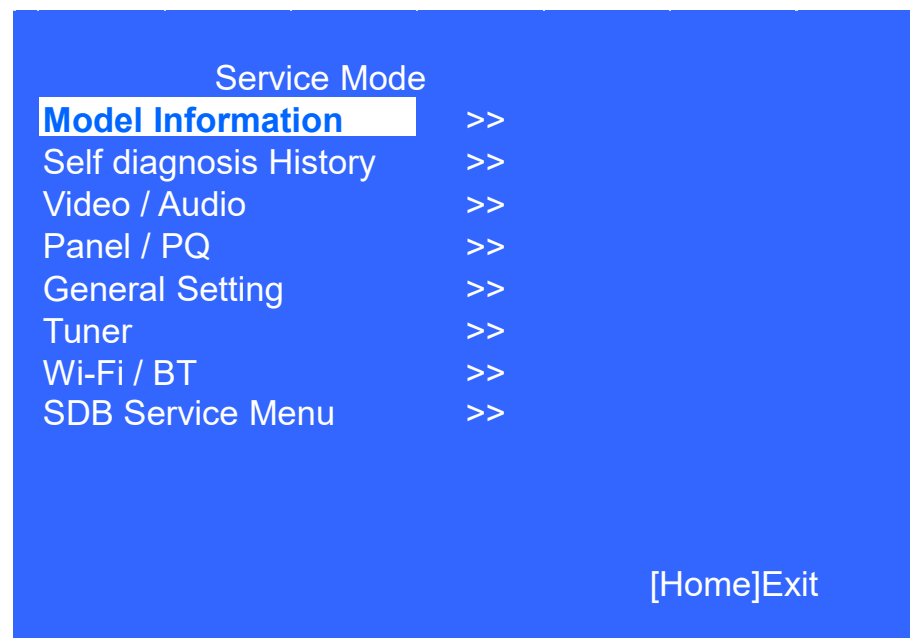 Service Mode
Model Information >>
Self diagnosis History >>
Video / Audio >>
Panel / PQ >>
General Setting >>
Tuner >>
Wi-Fi / BT >>
SDB Service Menu >>
[Home]Exit